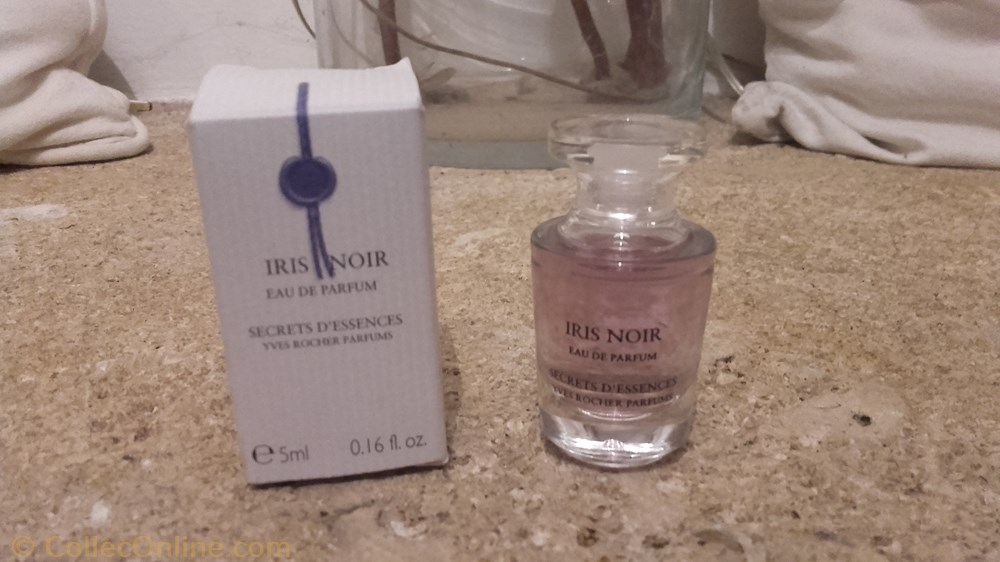 IRIS NOIR
EAU DE PARFUM
SECRETS D'ESSENCES
YVES ROCHER PARFUMS
℮ 5ml 0.16 fl. oz.
IRIS NOIR
EAU DE PARFUM
SECRETS D'ESSENCES
YVES ROCHER PARFUMS
© CollecOnline.com